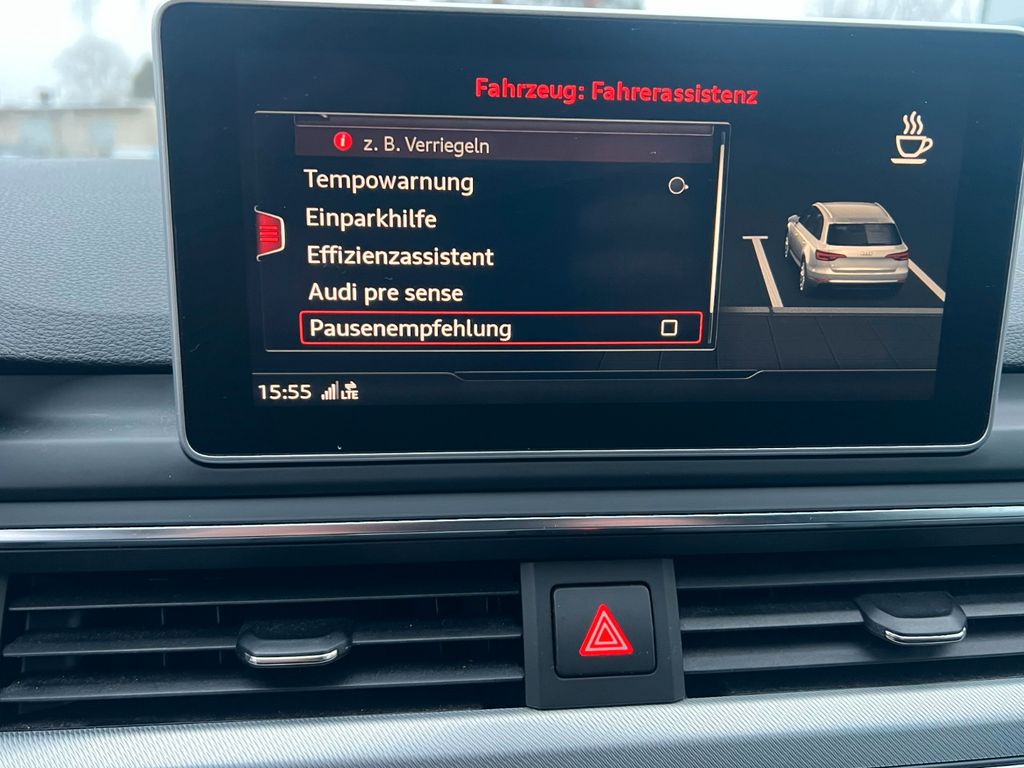 Fahrzeug: Fahrerassistenz
z. B. Verriegeln
Tempowarnung
Einparkhilfe
Effizienzassistent
Audi pre sense
Pausenempfehlung
15:55 LTE